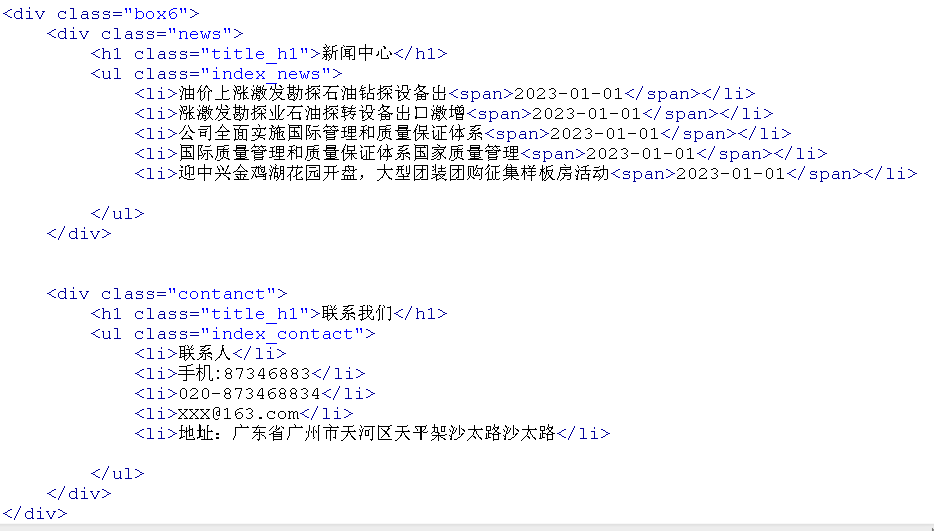 <div class="box6">
<div class="news">
<h1 class="title_h1">新闻中心</h1>
<ul class="index_news">
<li>油价上涨激发勘探石油钻探设备出<span>2023-01-01</span></li>
<li>涨激发勘探业石油探转设备出口激增<span>2023-01-01</span></li>
<li>公司全面实施国际管理和质量保证体系<span>2023-01-01</span></li>
<li>国际质量管理和质量保证体系国家质量管理<span>2023-01-01</span></li>
<li>迎中兴金鸡湖花园开盘，大型团装团购征集样板房活动<span>2023-01-01</span></li>
</ul>
</div>
<div class="contanct">
<h1 class="title_h1">联系我们</h1>
<ul class="index_contact">
<li>联系人</li>
<li>手机:87346883</li>
<li>020-873468834</li>
<li>XXX@163.com</li>
<li>地址：广东省广州市天河区天平架沙太路沙太路</li>
</ul>
</div>
</div>